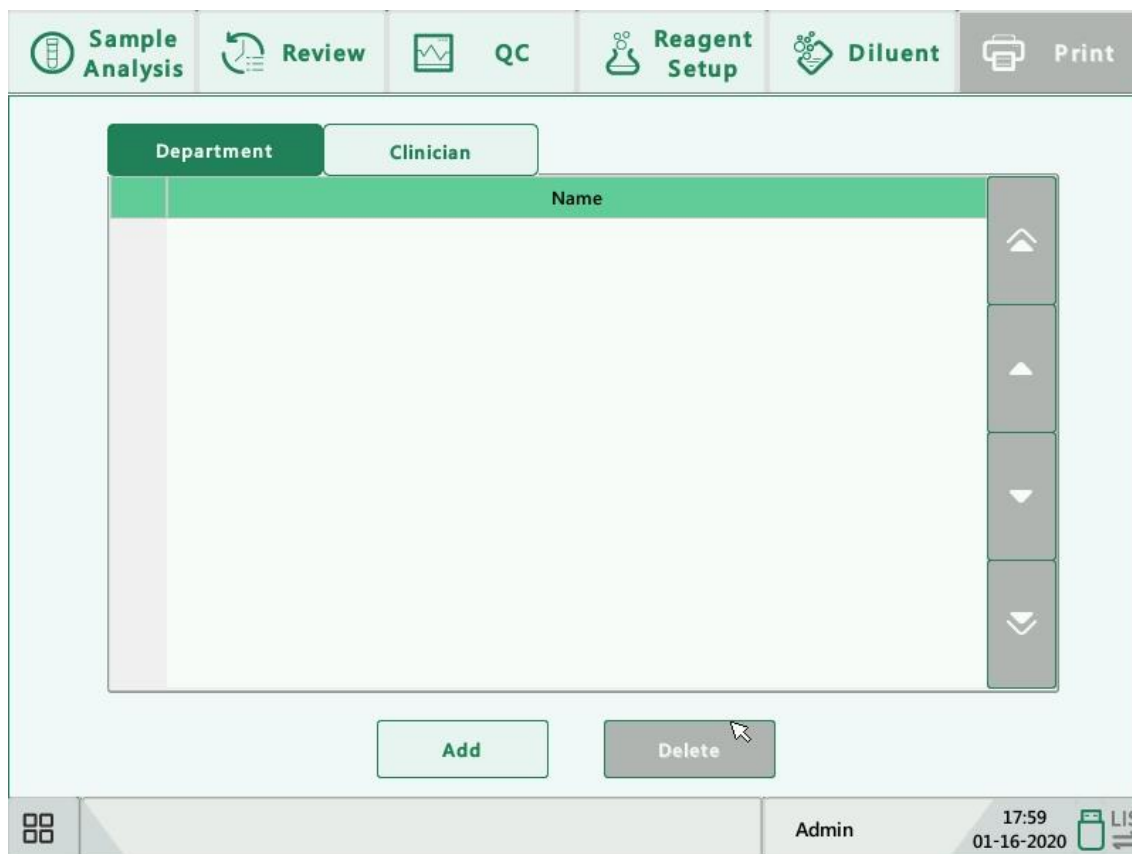 Sample
Analysis
Review
QC
Reagent
Setup
Diluent
Print
Department
Clinician
Name
Add
Delete
Admin
17:59
01-16-2020